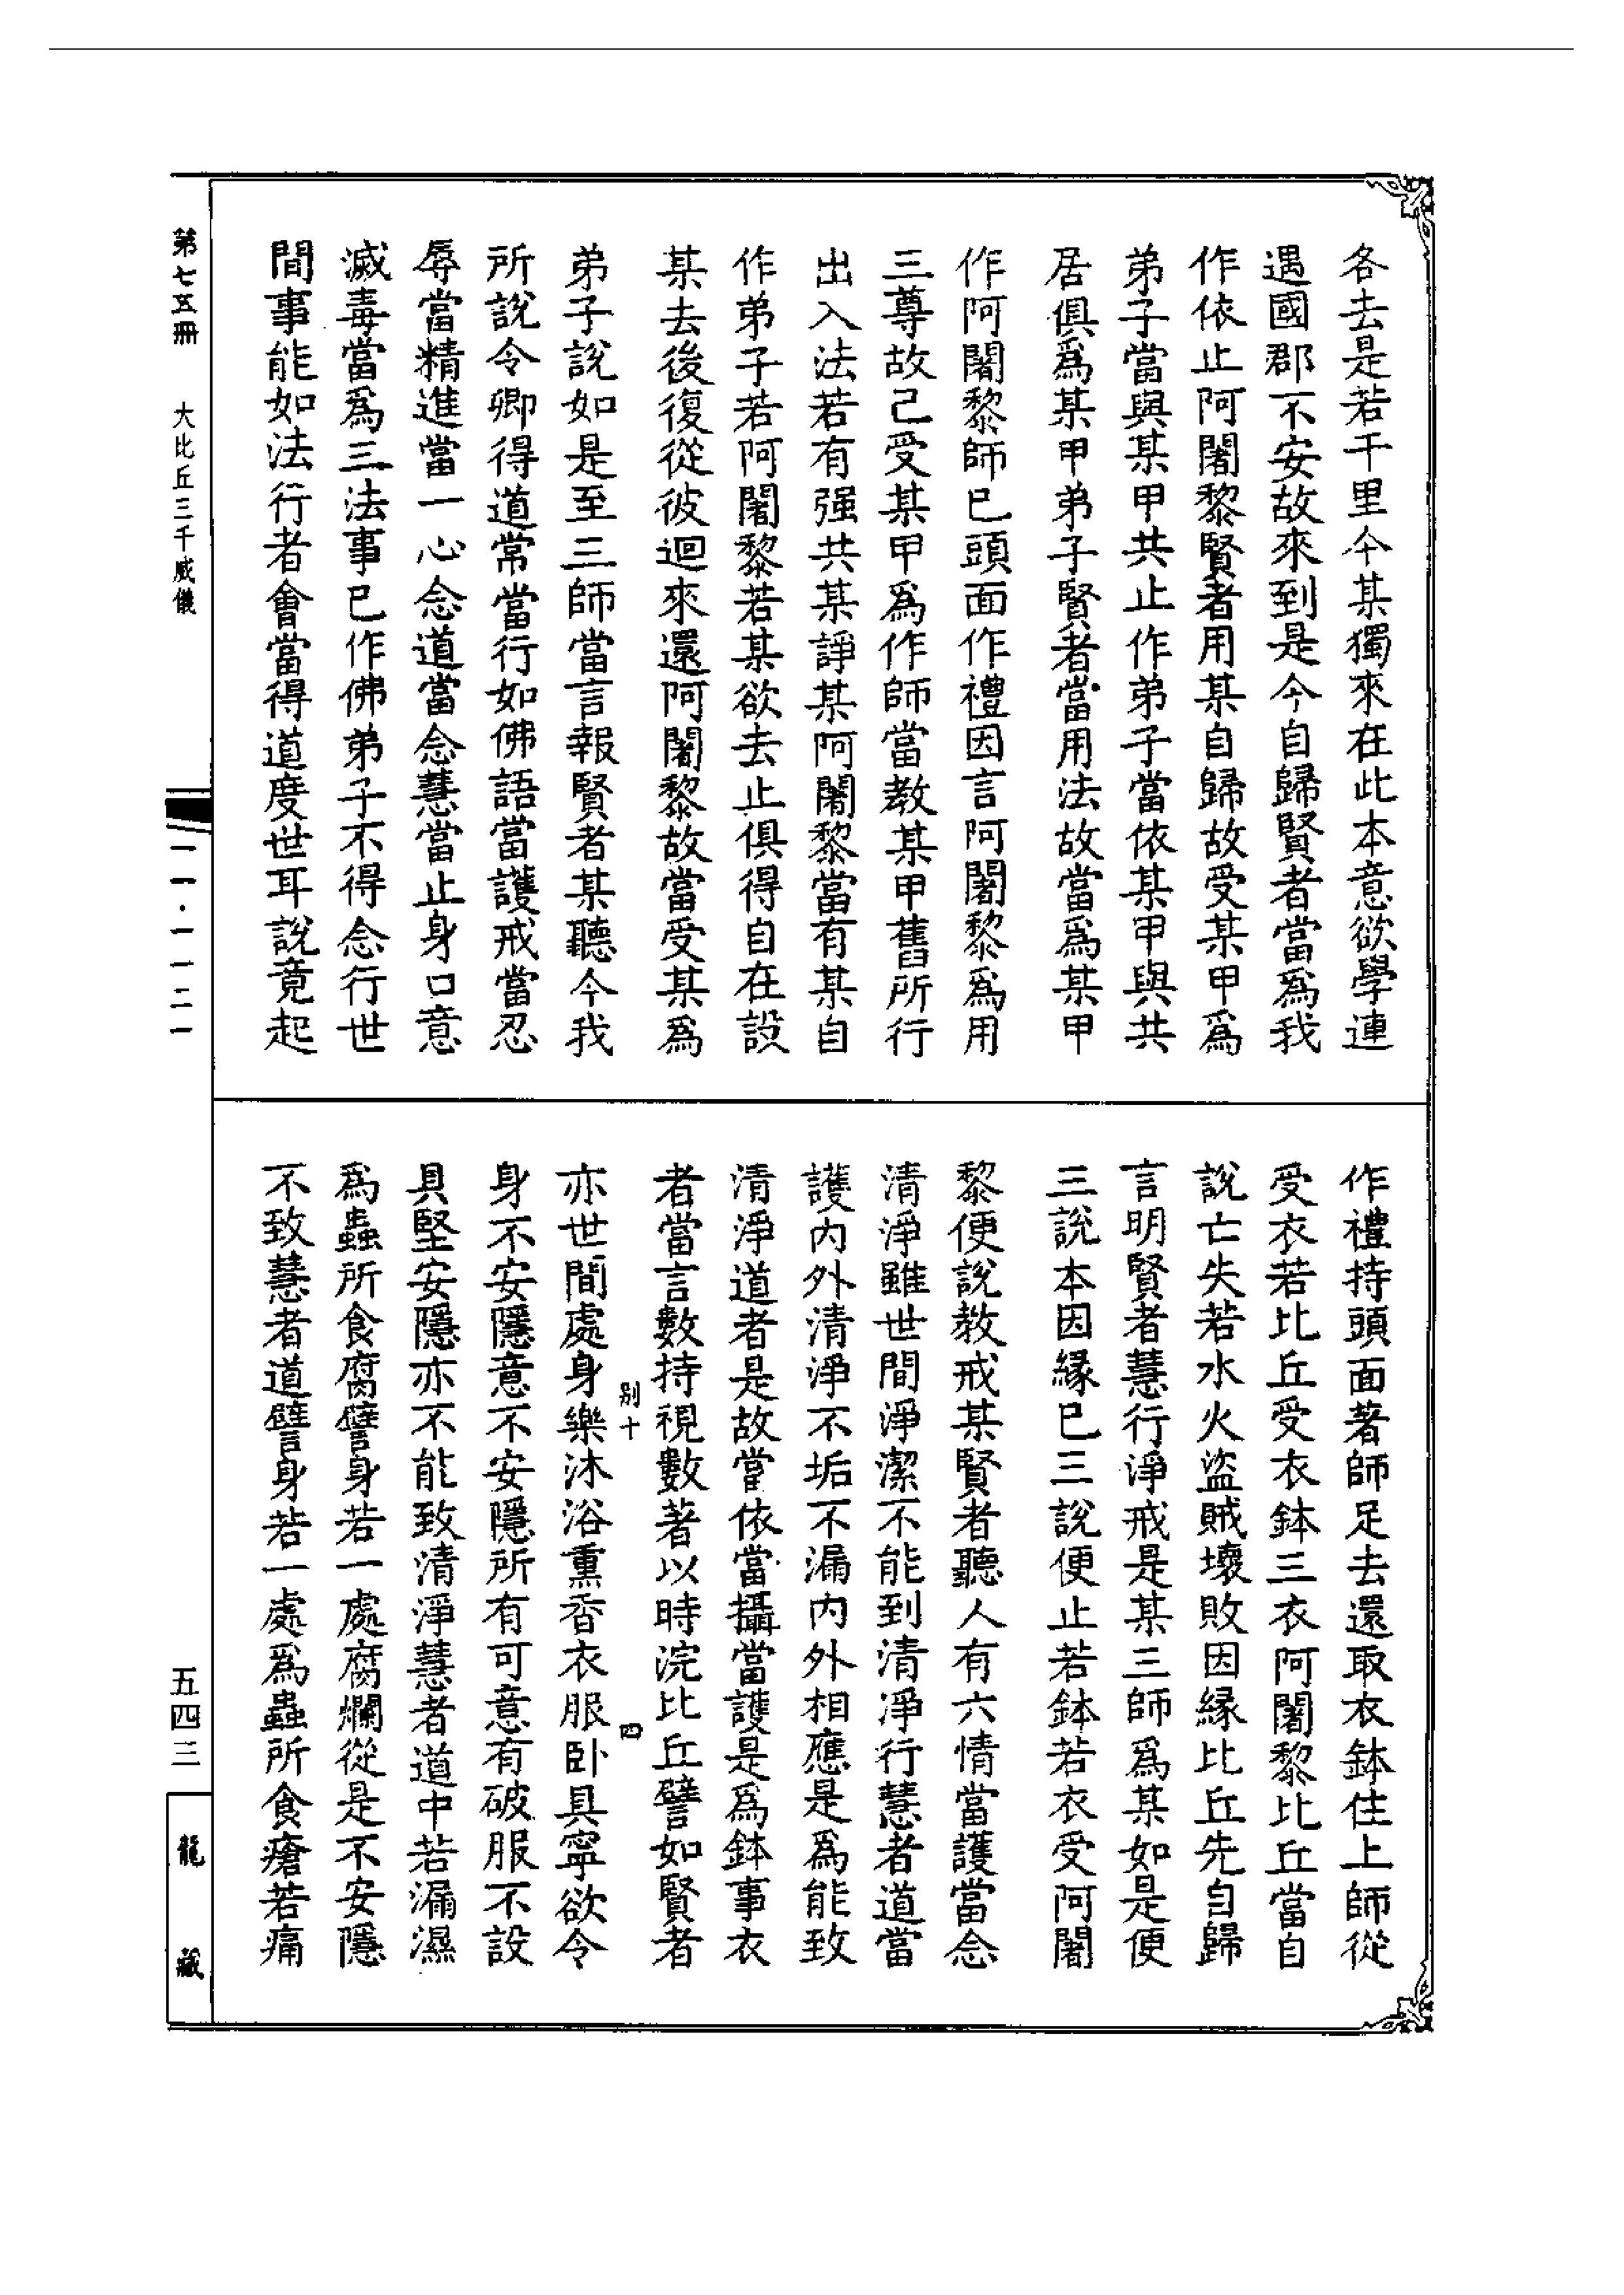 各去是若干里今某獨來在此本意欲學連
遇國郡不安故來到是今自歸賢者當為我
作依止阿闍黎賢者用某自歸故受某甲為
弟子當與某甲共止作弟子當依某甲與共
居俱為某甲弟子賢者當用法故當為某甲
作阿闍黎師已頭面作禮因言阿闍黎為用
三尊故已受某甲為作師當教某甲舊所行
出入法若有强共某諍某阿闍黎當有某自
作弟子若阿闍黎若某欲去止俱得自在設
某去後復從彼迴來還阿闍黎故當受某為
弟子說如是至三師當言報賢者某聽今我
所說令卿得道常當行如佛語當護戒當忍
辱當精進當一心念道當念慧當止身口意
滅毒當為三法事已作佛弟子不得念行世
間事能如法行者會當得道度世耳說竟起
作禮持頭面著師足去還取衣鉢住上師從
受衣若比丘受衣鉢三衣阿闍黎比丘當自
說亡失若水火盜賊壞敗因緣比丘先自歸
言明賢者慧行淨戒是某三師為某如是便
三說本因緣已三說便止若鉢若衣受阿闍
黎便說教戒某賢者聽人有六情當護當念
清淨雖世間淨潔不能到清淨行慧者道當
護內外清淨不垢不漏內外相應是為能致
清淨道者是故當依當攝當護是為鉢事衣
者當言數持視數著以時浣比丘譬如賢者
別十 四
亦世間處身樂沐浴熏香衣服卧具寧欲令
身不安隱意不安隱所有可意有破服不設
具堅安隱亦不能致清淨慧者道中若漏濕
為蟲所食腐譬身若一處腐爛從是不安隱
不致慧者道譬身若一處為蟲所食瘡若痛
第七五冊 大比丘三千威儀
一一·一一二一
五四三
龍藏